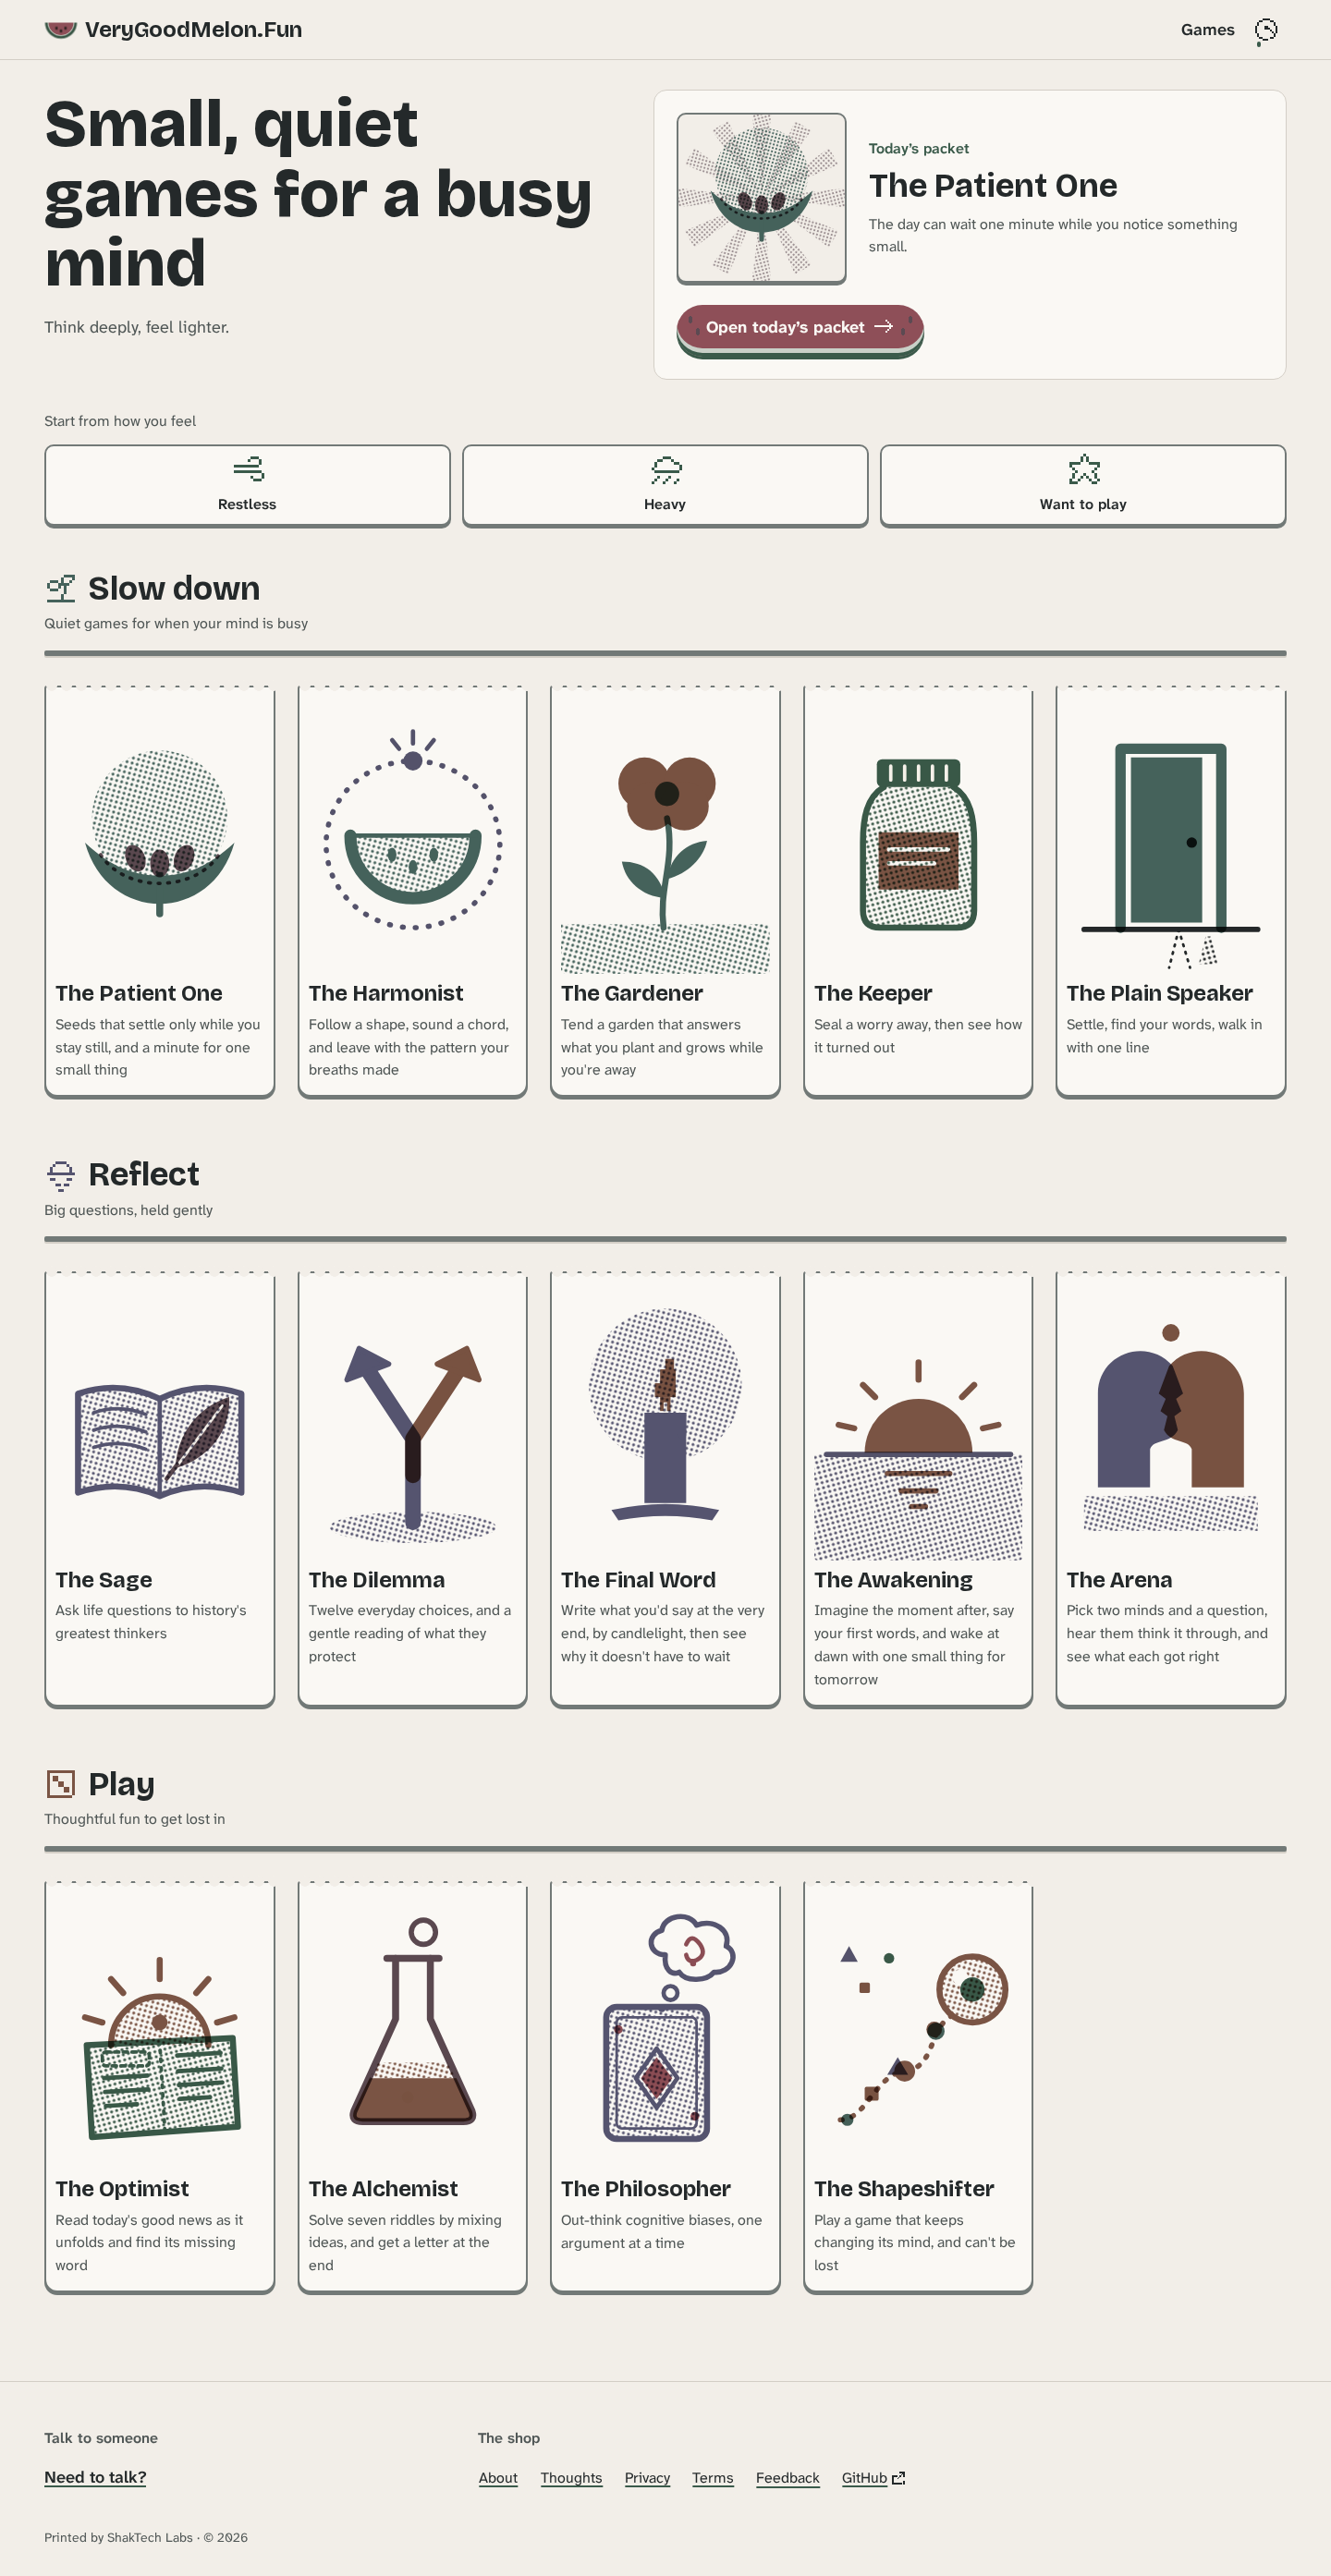 VeryGoodMelon.Fun
Games
Small, quiet
games for a busy
mind
Think deeply, feel lighter.
Today's packet
The Patient One
The day can wait one minute while you notice something
small.
Open today's packet
Start from how you feel
Restless
Heavy
Want to play
Slow down
Quiet games for when your mind is busy
The Patient One
Seeds that settle only while you
stay still, and a minute for one
small thing
The Harmonist
Follow a shape, sound a chord,
and leave with the pattern your
breaths made
The Gardener
Tend a garden that answers
what you plant and grows while
you're away
The Keeper
Seal a worry away, then see how
it turned out
The Plain Speaker
Settle, find your words, walk in
with one line
Reflect
Big questions, held gently
The Sage
Ask life questions to history's
greatest thinkers
The Dilemma
Twelve everyday choices, and a
gentle reading of what they
protect
The Final Word
Write what you'd say at the very
end, by candlelight, then see
why it doesn't have to wait
The Awakening
Imagine the moment after, say
your first words, and wake at
dawn with one small thing for
tomorrow
The Arena
Pick two minds and a question,
hear them think it through, and
see what each got right
Play
Thoughtful fun to get lost in
The Optimist
Read today's good news as it
unfolds and find its missing
word
The Alchemist
Solve seven riddles by mixing
ideas, and get a letter at the
end
The Philosopher
Out-think cognitive biases, one
argument at a time
The Shapeshifter
Play a game that keeps
changing its mind, and can't be
lost
Talk to someone
Need to talk?
The shop
About
Thoughts
Privacy
Terms
Feedback
GitHub
Printed by ShakTech Labs · © 2026